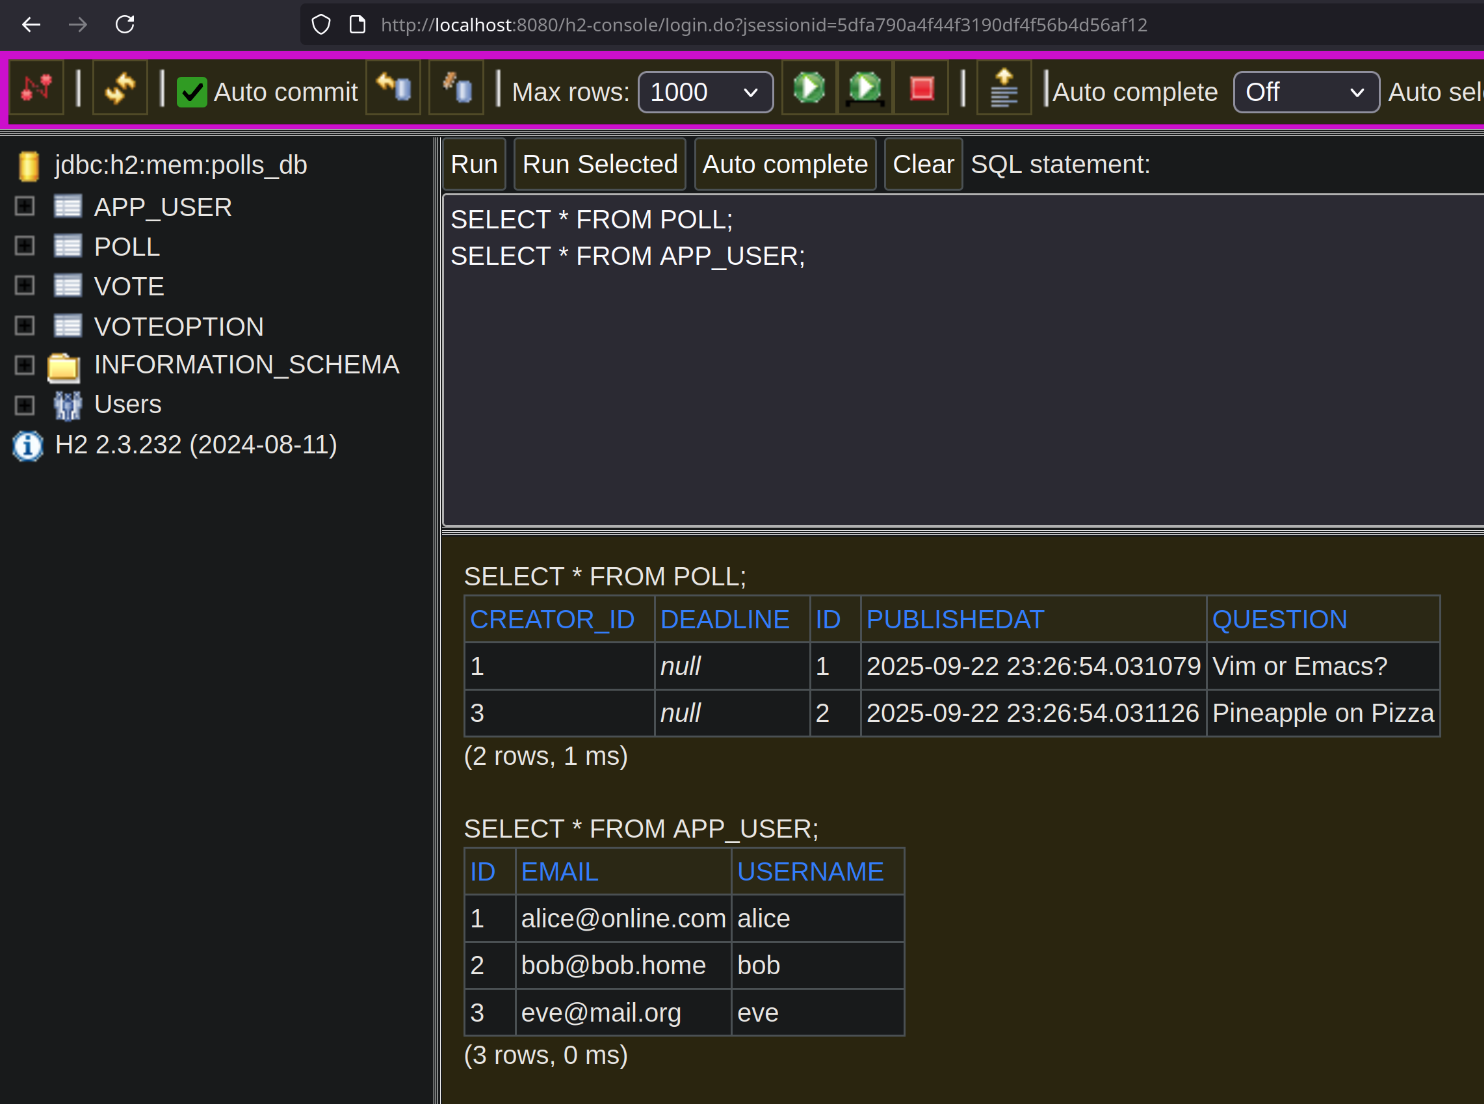 http://localhost:8080/h2-console/login.do?jsessionid=5dfa790a4f44f3190df4f56b4d56af12
Auto commit Max rows: 1000 Auto complete Off Auto sel
jdbc:h2:mem:polls_db
APP_USER
POLL
VOTE
VOTEOPTION
INFORMATION_SCHEMA
Users
H2 2.3.232 (2024-08-11)
Run Run Selected Auto complete Clear SQL statement:
SELECT * FROM POLL;
SELECT * FROM APP_USER;
SELECT * FROM POLL;
CREATOR_ID DEADLINE ID PUBLISHEDAT QUESTION
1 null 1 2025-09-22 23:26:54.031079 Vim or Emacs?
3 null 2 2025-09-22 23:26:54.031126 Pineapple on Pizza
(2 rows, 1 ms)
SELECT * FROM APP_USER;
ID EMAIL USERNAME
1 alice@online.com alice
2 bob@bob.home bob
3 eve@mail.org eve
(3 rows, 0 ms)